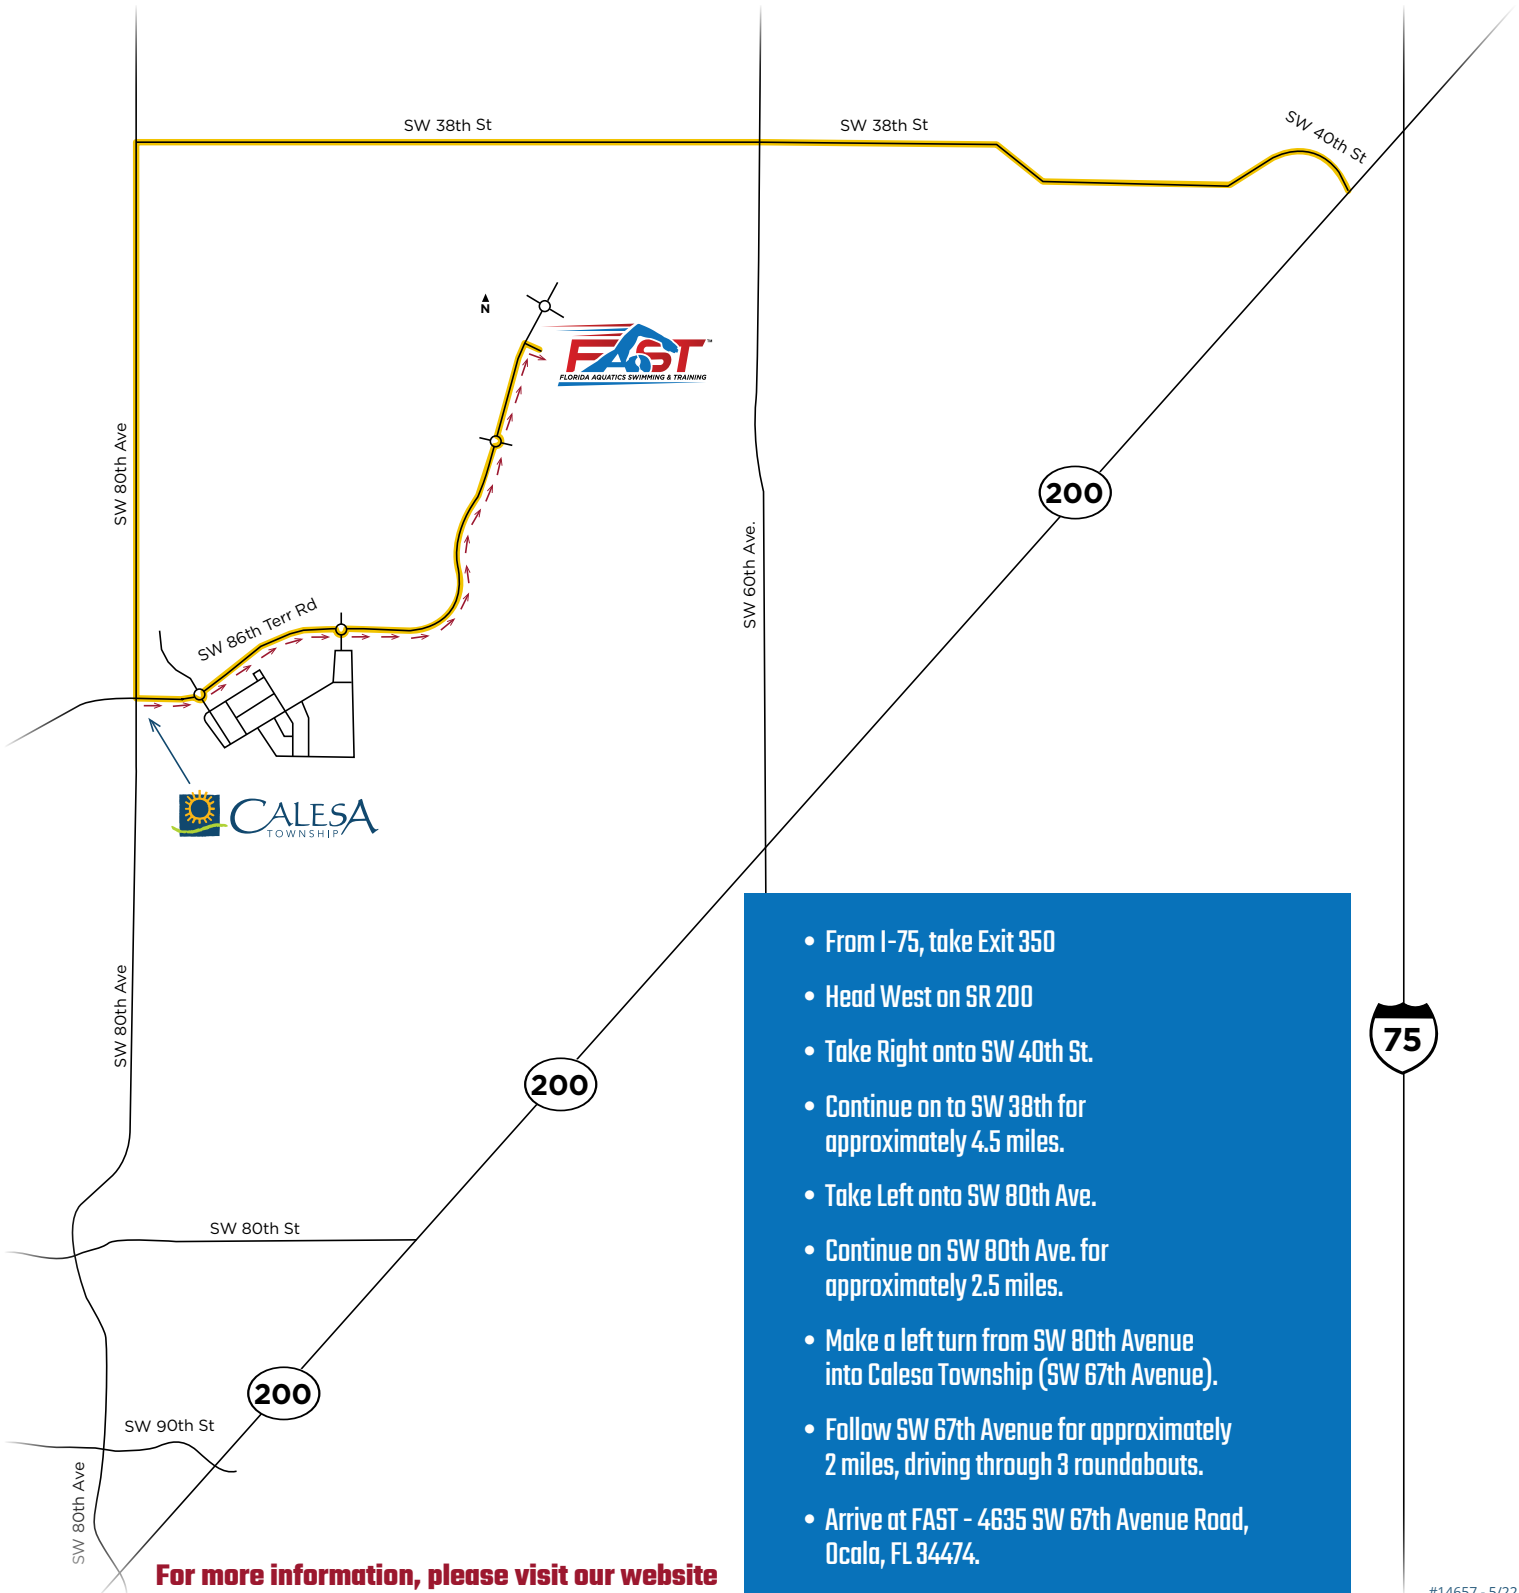 SW 38th St
SW 38th St
SW 40th St
N
FAST™
FLORIDA AQUATICS SWIMMING & TRAINING
SW 80th Ave
200
SW 60th Ave.
SW 86th Terr Rd
CALESA
TOWNSHIP
• From I-75, take Exit 350
• Head West on SR 200
• Take Right onto SW 40th St.
• Continue on to SW 38th for
approximately 4.5 miles.
• Take Left onto SW 80th Ave.
• Continue on SW 80th Ave. for
approximately 2.5 miles.
• Make a left turn from SW 80th Avenue
into Calesa Township (SW 67th Avenue).
• Follow SW 67th Avenue for approximately
2 miles, driving through 3 roundabouts.
• Arrive at FAST - 4635 SW 67th Avenue Road,
Ocala, FL 34474.
75
SW 80th Ave
200
SW 80th St
200
SW 90th St
SW 80th Ave
For more information, please visit our website
#14657 - 5/22